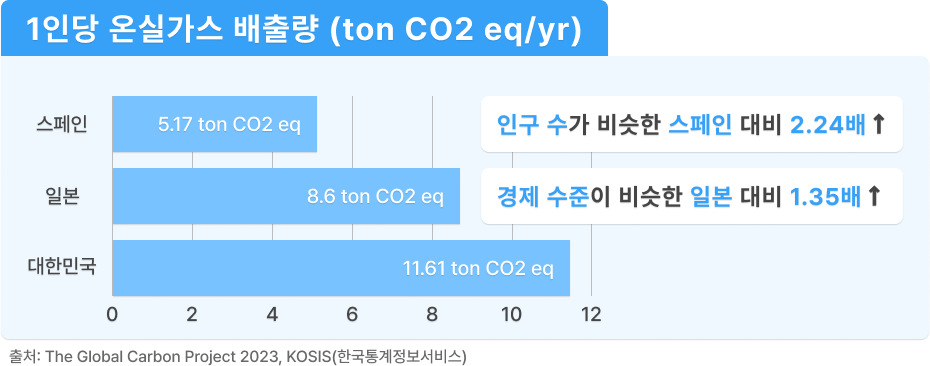 1인당 온실가스 배출량 (ton CO2 eq/yr)
스페인
5.17 ton CO2 eq
인구 수가 비슷한 스페인 대비 2.24배↑
일본
8.6 ton CO2 eq
경제 수준이 비슷한 일본 대비 1.35배↑
대한민국
11.61 ton CO2 eq
0 2 4 6 8 10 12
출처: The Global Carbon Project 2023, KOSIS(한국통계정보서비스)